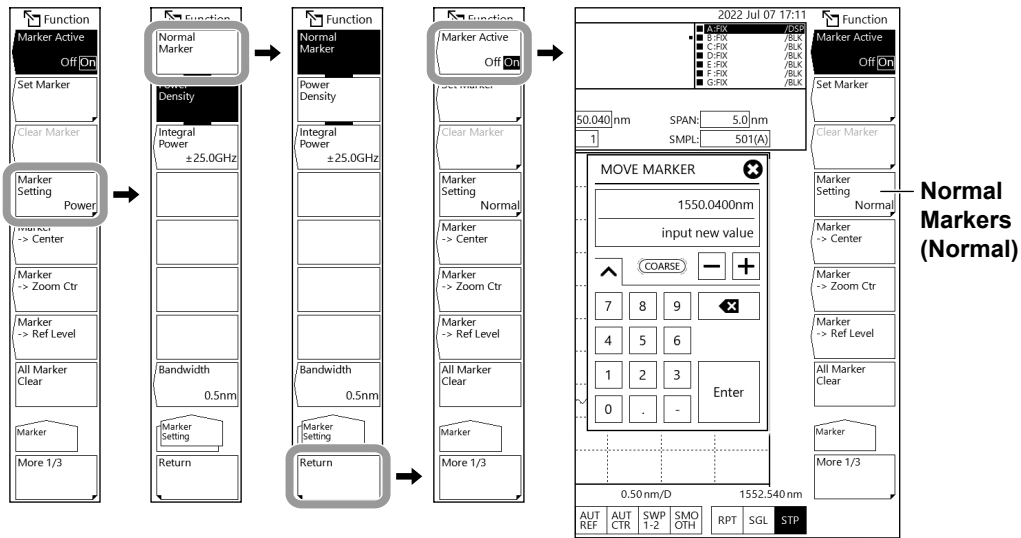 Function
Marker Active
Off On
Set Marker
Clear Marker
Marker
Setting
Power
Marker
-> Center
Marker
-> Zoom Ctr
Marker
-> Ref Level
All Marker
Clear
Marker
More 1/3
Function
Normal
Marker
Power
Density
Integral
Power
±25.0GHz
Bandwidth
0.5nm
Marker
Setting
Return
Function
Normal
Marker
Power
Density
Integral
Power
±25.0GHz
Bandwidth
0.5nm
Marker
Setting
Return
Function
Marker Active
Off On
Set Marker
Clear Marker
Marker
Setting
Normal
Marker
-> Center
Marker
-> Zoom Ctr
Marker
-> Ref Level
All Marker
Clear
Marker
More 1/3
2022 Jul 07 17:11
A:FIX /DSP
B:FIX /BLK
C:FIX /BLK
D:FIX /BLK
E:FIX /BLK
F:FIX /BLK
G:FIX /BLK
50.040 nm SPAN: 5.0 nm
1 SMPL: 501(A)
MOVE MARKER
1550.0400nm
input new value
COARSE − +
7 8 9
4 5 6
1 2 3
Enter
0 . -
0.50 nm/D 1552.540 nm
AUT REF
AUT CTR
SWP 1-2
SMO OTH
RPT SGL STP
Function
Marker Active
Off On
Set Marker
Clear Marker
Marker
Setting
Normal
Marker
-> Center
Marker
-> Zoom Ctr
Marker
-> Ref Level
All Marker
Clear
Marker
More 1/3
Normal
Markers
(Normal)